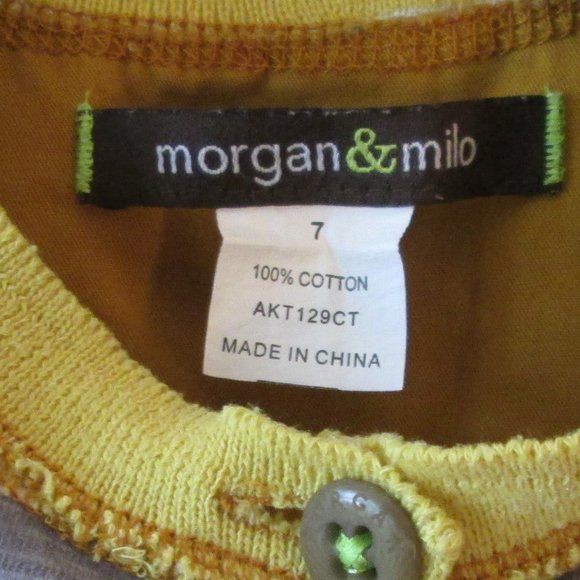 morgan&milo
7
100% COTTON
AKT129CT
MADE IN CHINA